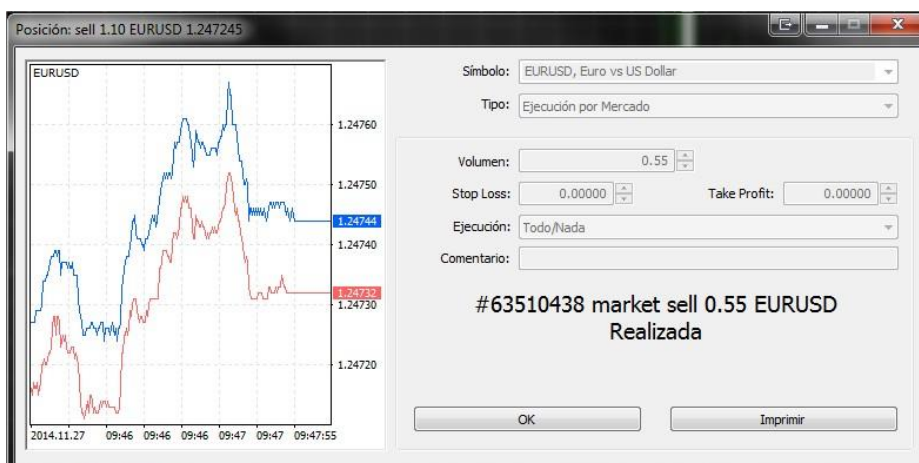 Posición: sell 1.10 EURUSD 1.247245
EURUSD
1.24760
1.24750
1.24744
1.24740
1.24732
1.24730
1.24720
2014.11.27 09:46 09:46 09:46 09:47 09:47 09:47:55
Símbolo: EURUSD, Euro vs US Dollar
Tipo: Ejecución por Mercado
Volumen: 0.55
Stop Loss: 0.00000 Take Profit: 0.00000
Ejecución: Todo/Nada
Comentario:
#63510438 market sell 0.55 EURUSD
Realizada
OK Imprimir